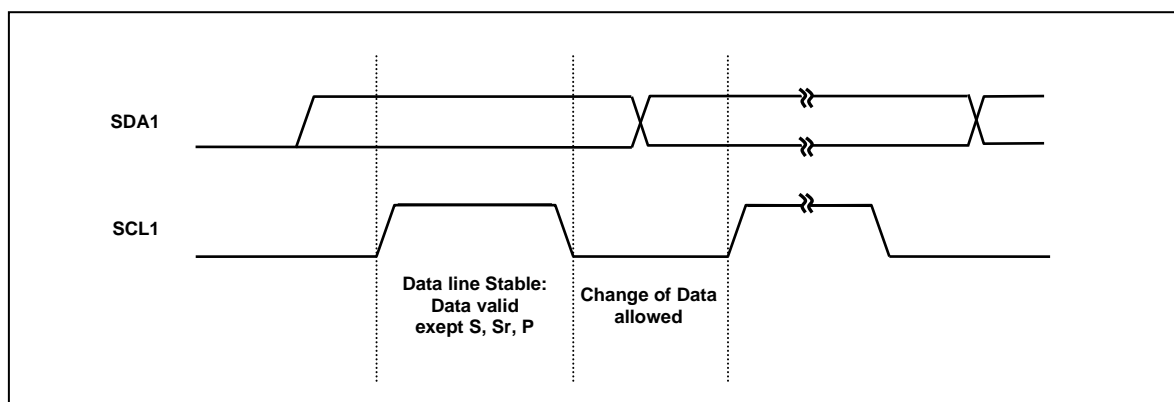 SDA1
SCL1
Data line Stable:
Data valid
exept S, Sr, P
Change of Data
allowed